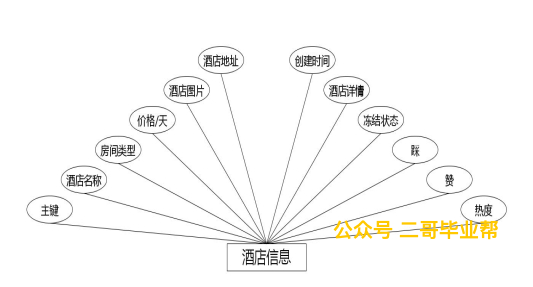 酒店地址
创建时间
酒店图片
酒店详情
价格/天
冻结状态
房间类型
踩
酒店名称
赞
主键
热度
公众号 二哥毕业帮
酒店信息